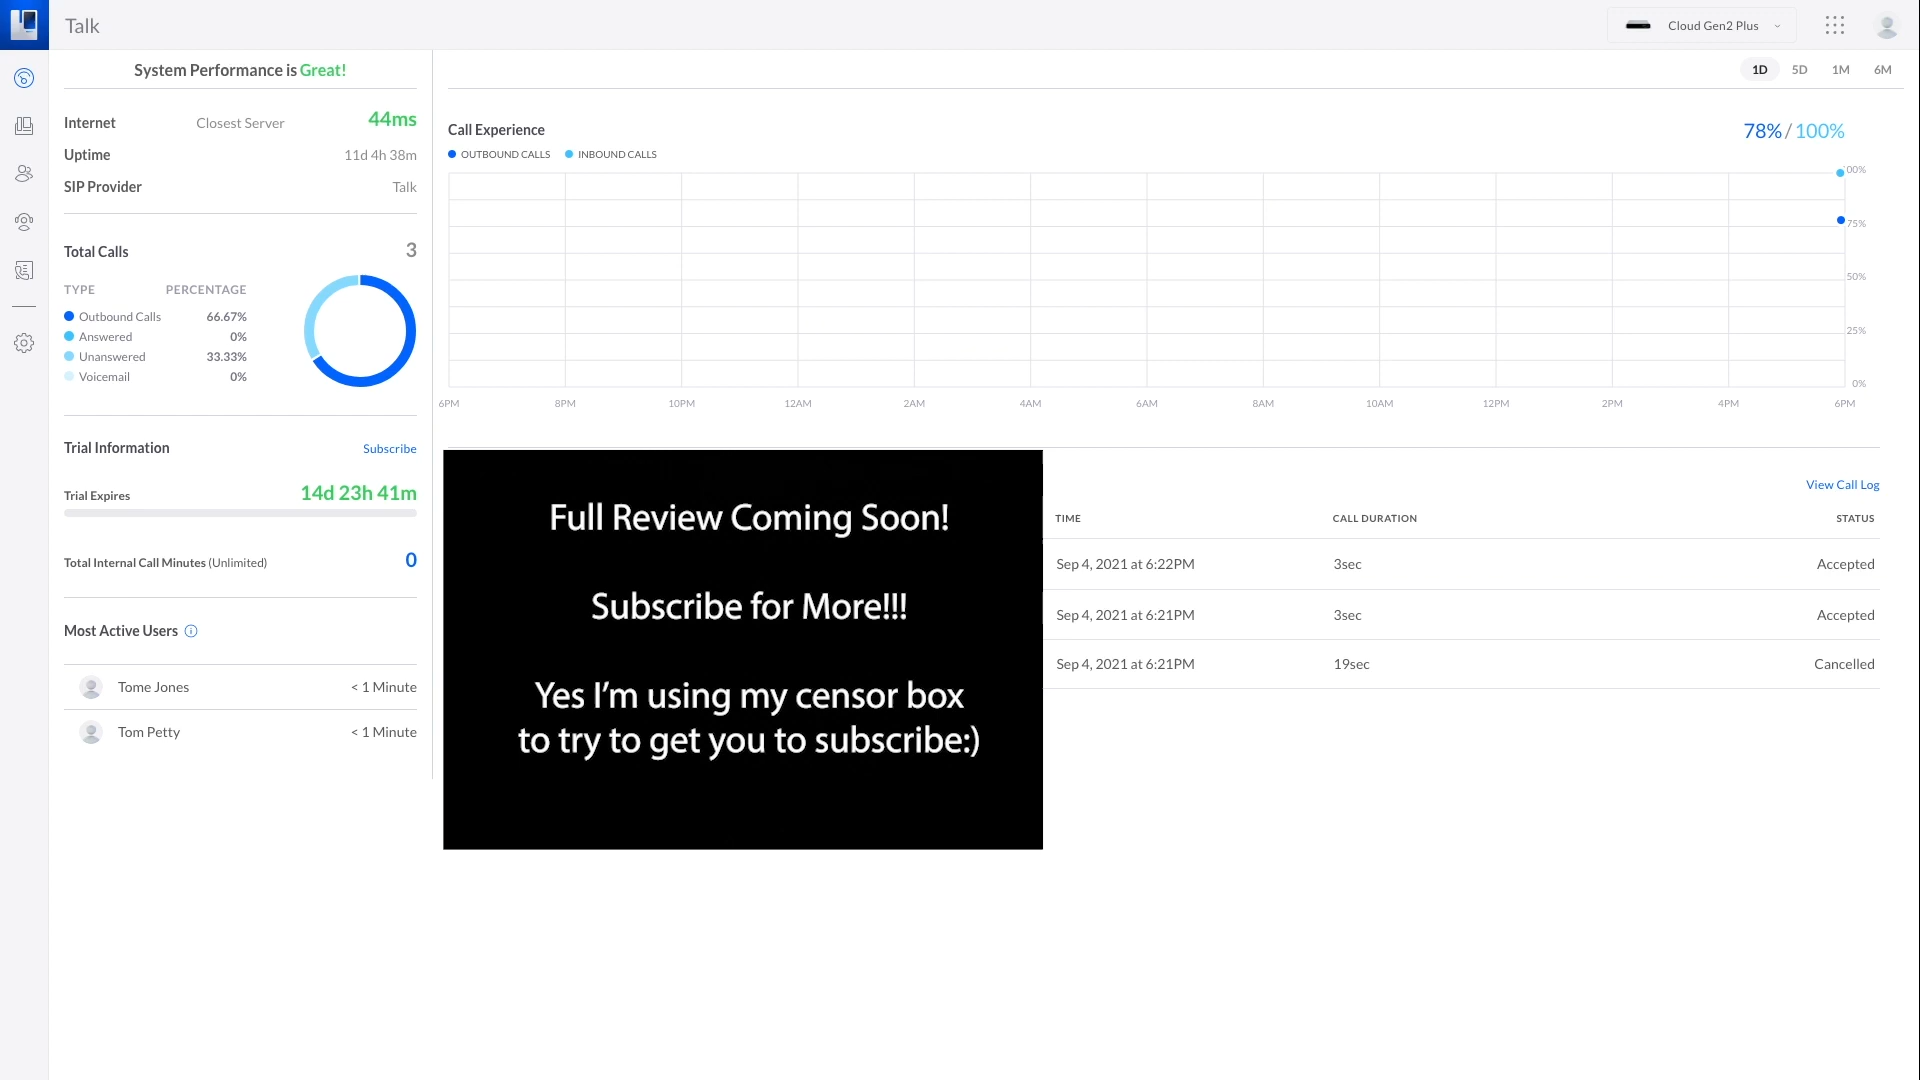 Talk
Cloud Gen2 Plus
System Performance is Great!
1D 5D 1M 6M
Internet Closest Server 44ms
Uptime 11d 4h 38m
SIP Provider Talk
Total Calls 3
TYPE PERCENTAGE
Outbound Calls 66.67%
Answered 0%
Unanswered 33.33%
Voicemail 0%
Trial Information Subscribe
Trial Expires 14d 23h 41m
Total Internal Call Minutes (Unlimited) 0
Most Active Users
Tome Jones < 1 Minute
Tom Petty < 1 Minute
Call Experience 78% / 100%
OUTBOUND CALLS INBOUND CALLS
00%
75%
50%
25%
0%
6PM 8PM 10PM 12AM 2AM 4AM 6AM 8AM 10AM 12PM 2PM 4PM 6PM
Full Review Coming Soon!
Subscribe for More!!!
Yes I'm using my censor box
to try to get you to subscribe:)
View Call Log
TIME CALL DURATION STATUS
Sep 4, 2021 at 6:22PM 3sec Accepted
Sep 4, 2021 at 6:21PM 3sec Accepted
Sep 4, 2021 at 6:21PM 19sec Cancelled